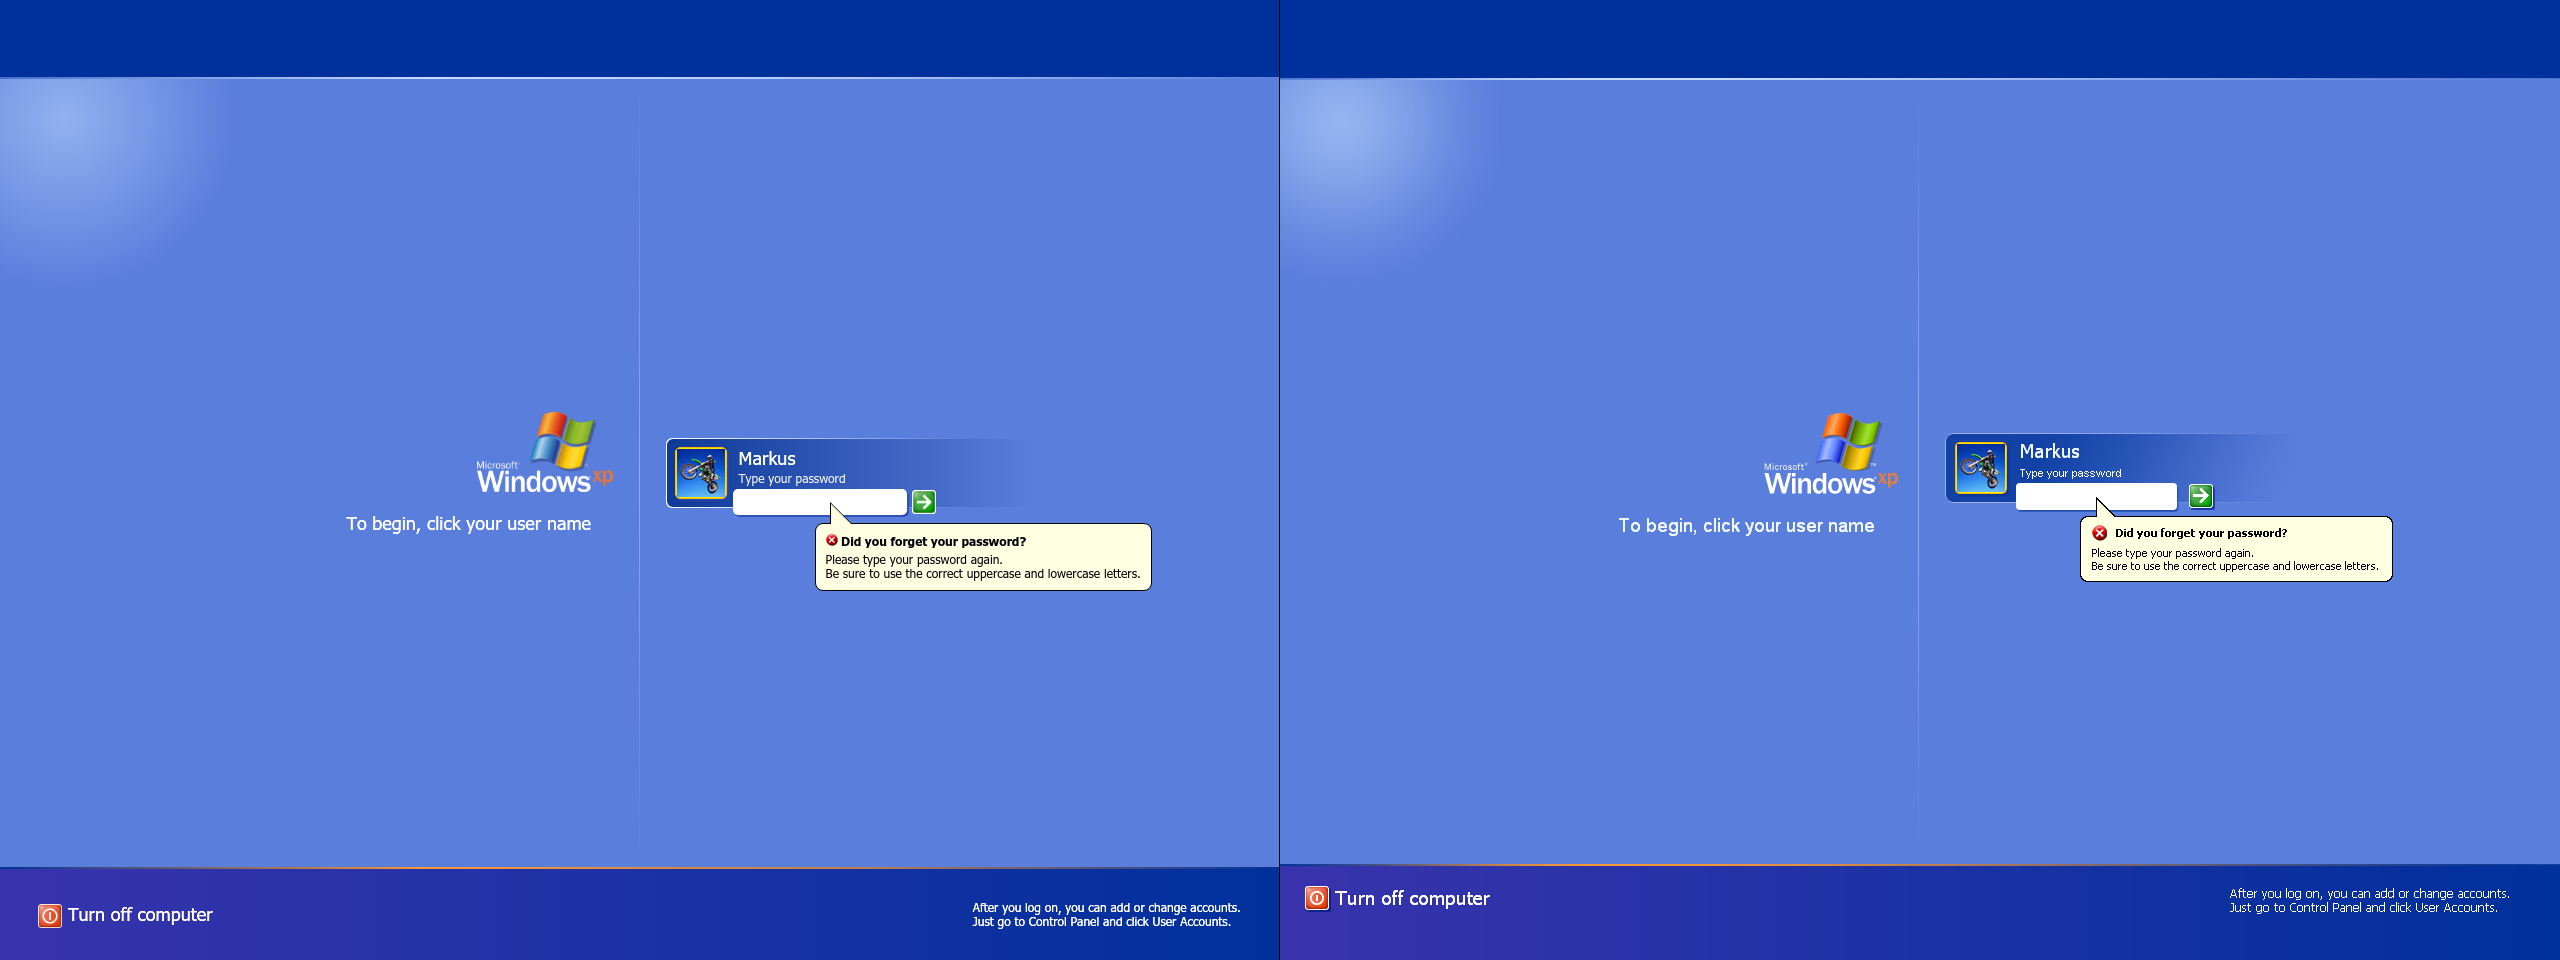 Microsoft®
Windows xp
To begin, click your user name
Markus
Type your password
Did you forget your password?
Please type your password again.
Be sure to use the correct uppercase and lowercase letters.
Turn off computer
After you log on, you can add or change accounts.
Just go to Control Panel and click User Accounts.
Microsoft®
Windows xp™
To begin, click your user name
Markus
Type your password
Did you forget your password?
Please type your password again.
Be sure to use the correct uppercase and lowercase letters.
Turn off computer
After you log on, you can add or change accounts.
Just go to Control Panel and click User Accounts.